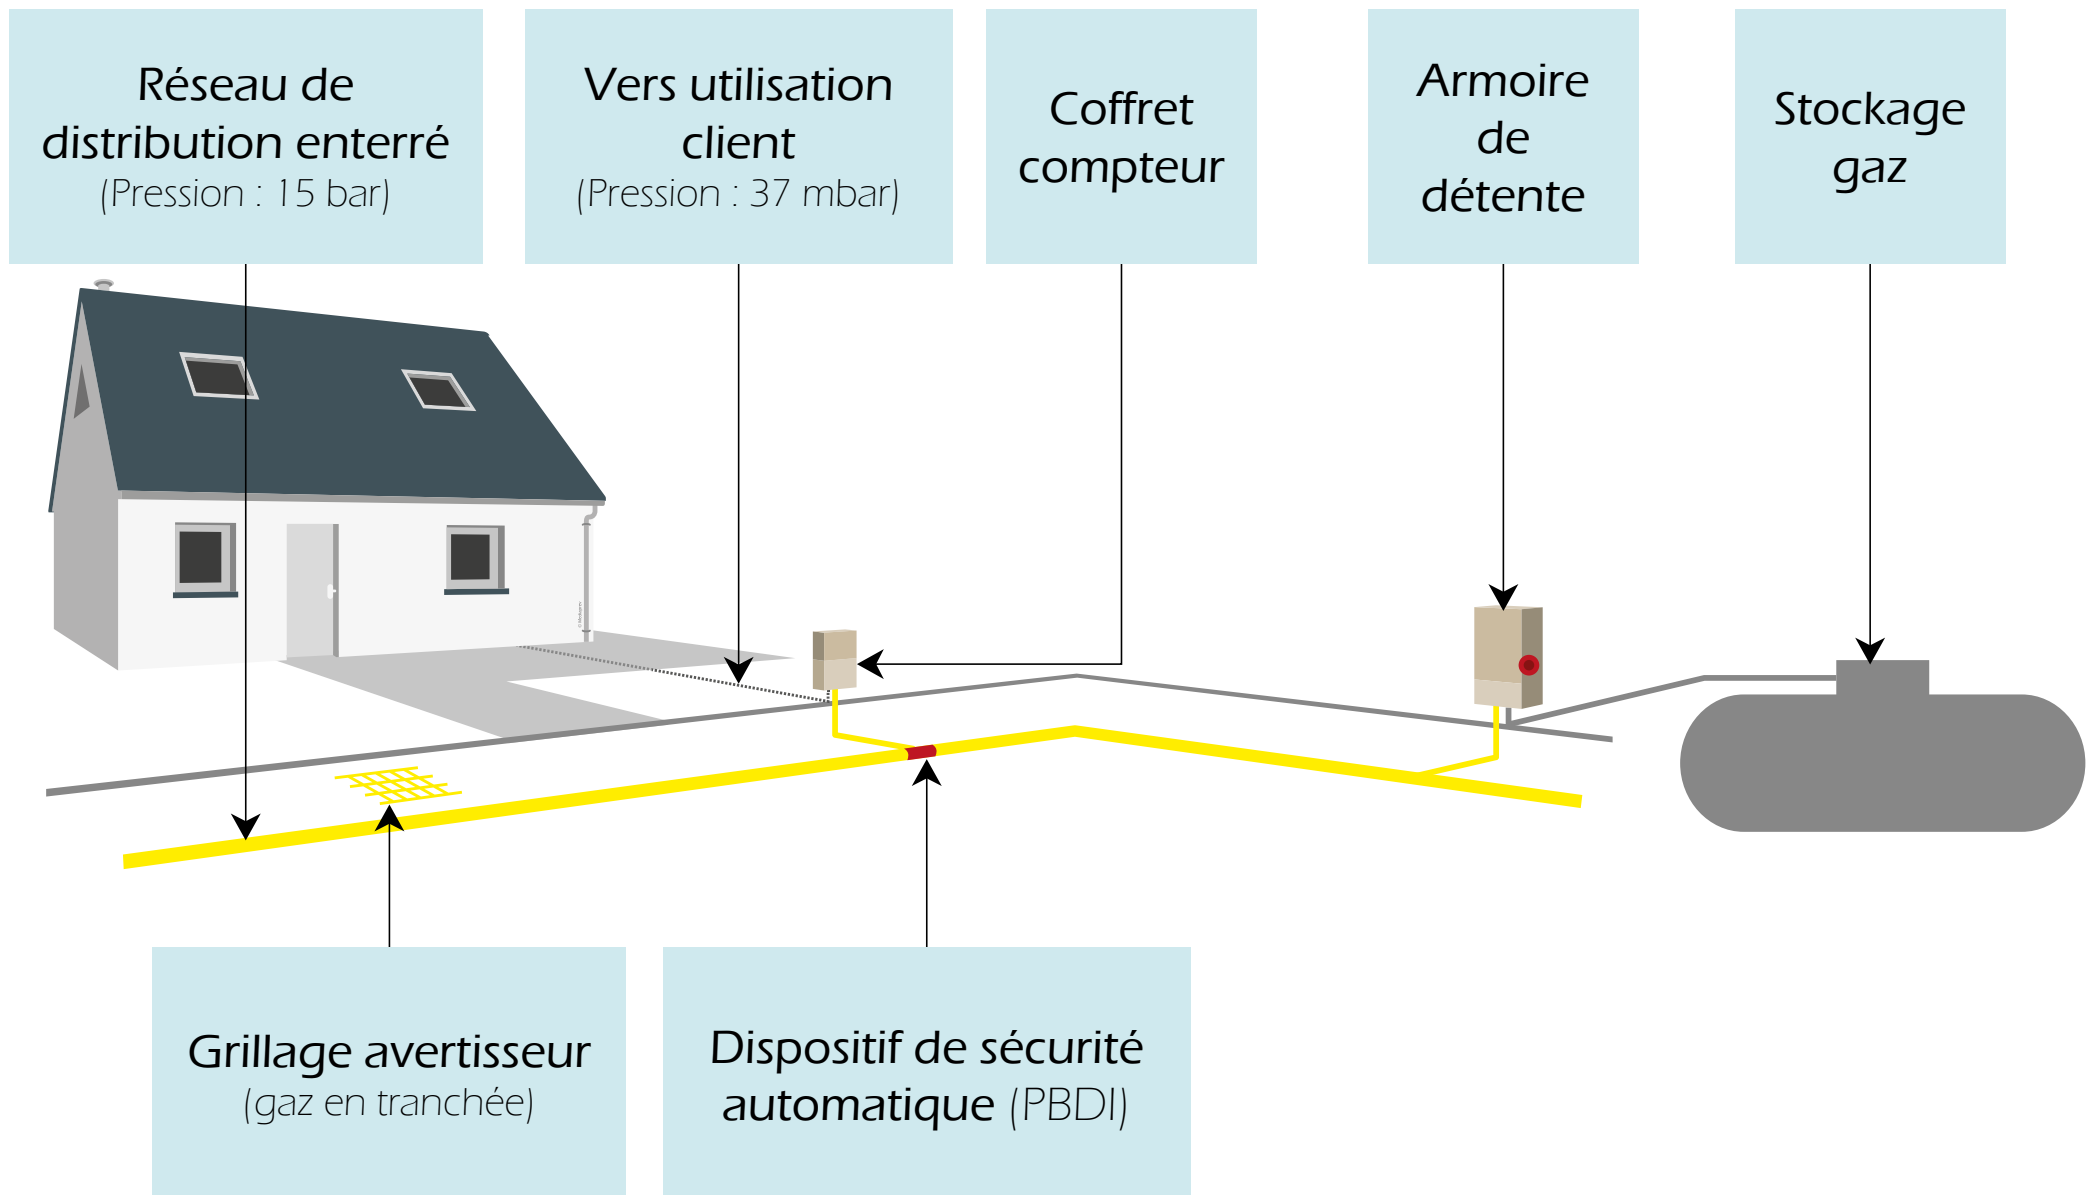 Réseau de
distribution enterré
(Pression : 15 bar)
Vers utilisation
client
(Pression : 37 mbar)
Coffret
compteur
Armoire
de
détente
Stockage
gaz
Grillage avertisseur
(gaz en tranchée)
Dispositif de sécurité
automatique (PBDI)